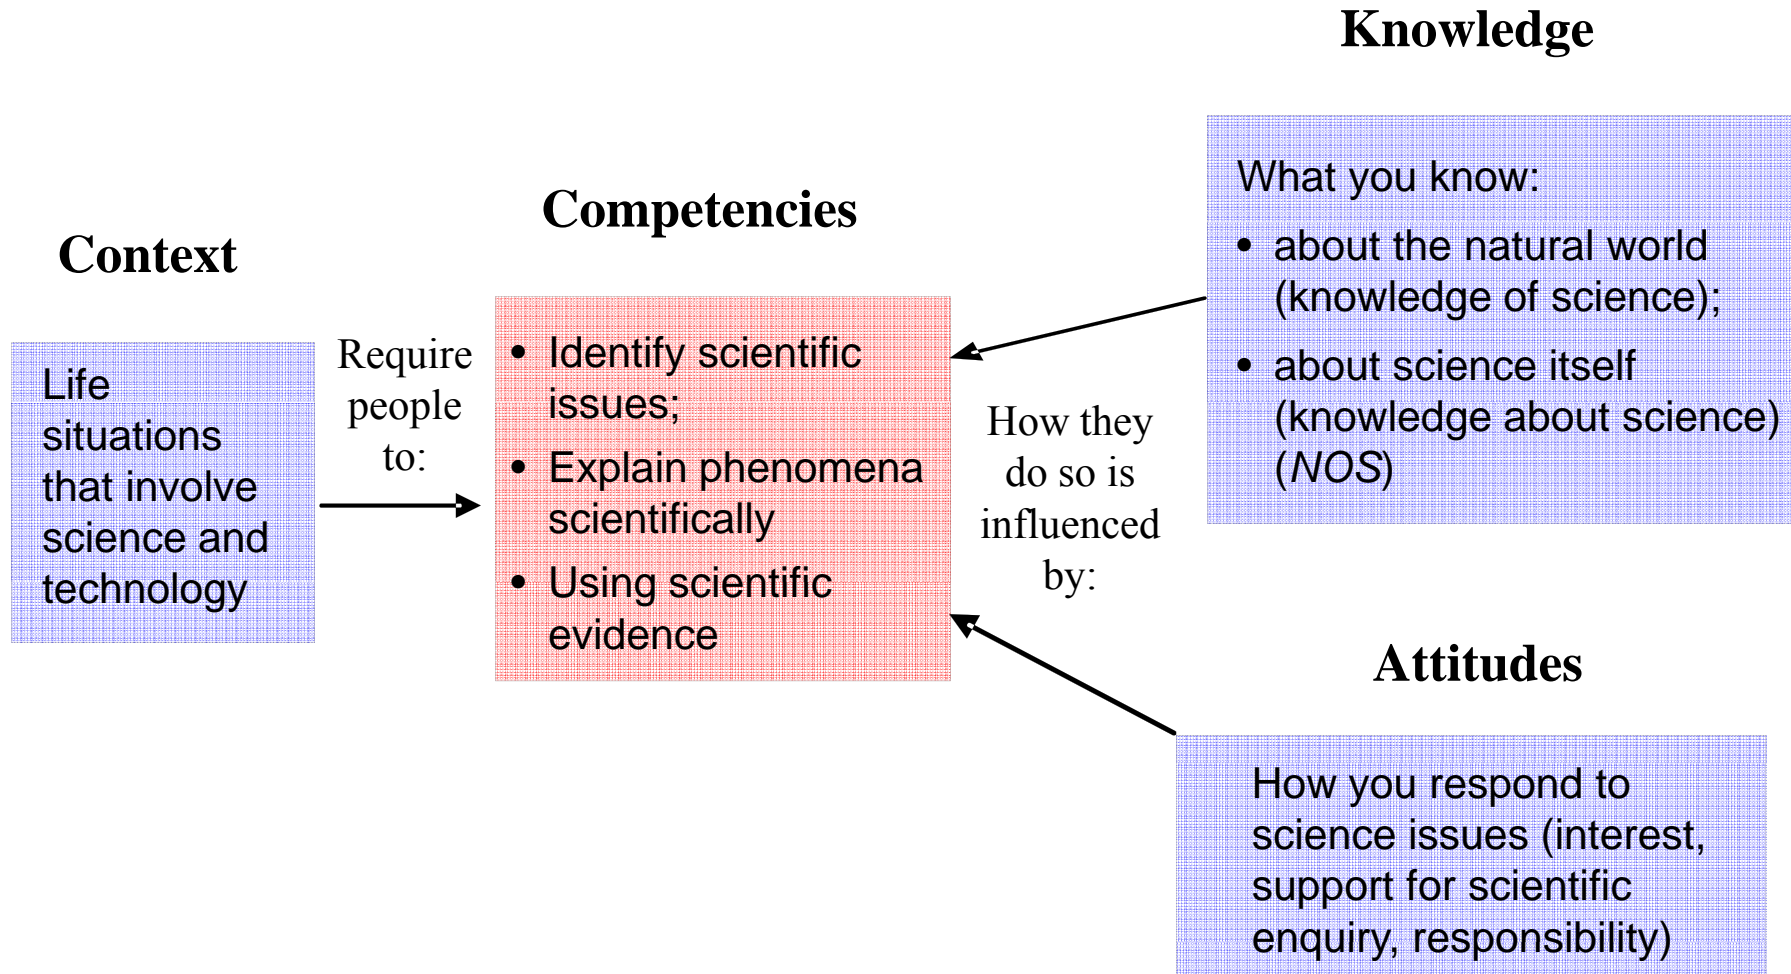 Context
Life
situations
that involve
science and
technology
Require
people
to:
Competencies
• Identify scientific
issues;
• Explain phenomena
scientifically
• Using scientific
evidence
How they
do so is
influenced
by:
Knowledge
What you know:
• about the natural world
(knowledge of science);
• about science itself
(knowledge about science)
(NOS)
Attitudes
How you respond to
science issues (interest,
support for scientific
enquiry, responsibility)